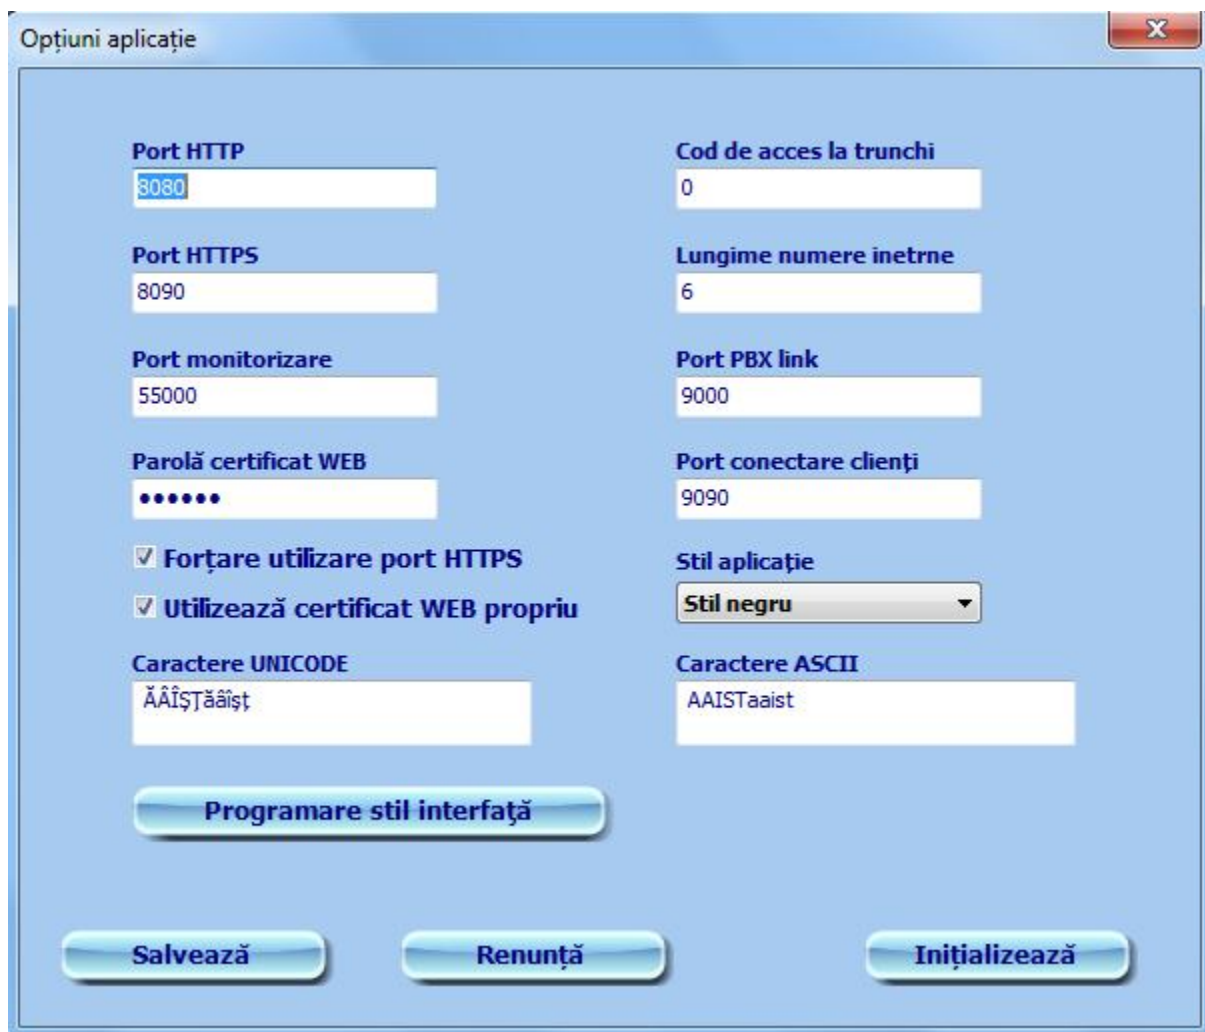 Opțiuni aplicație
Port HTTP
8080
Cod de acces la trunchi
0
Port HTTPS
8090
Lungime numere inetrne
6
Port monitorizare
55000
Port PBX link
9000
Parolă certificat WEB
••••••
Port conectare clienți
9090
Forțare utilizare port HTTPS
Utilizează certificat WEB propriu
Stil aplicație
Stil negru
Caractere UNICODE
ĂÂÎŞŢăâîşţ
Caractere ASCII
AAISTaaist
Programare stil interfață
Salvează
Renunță
Inițializează